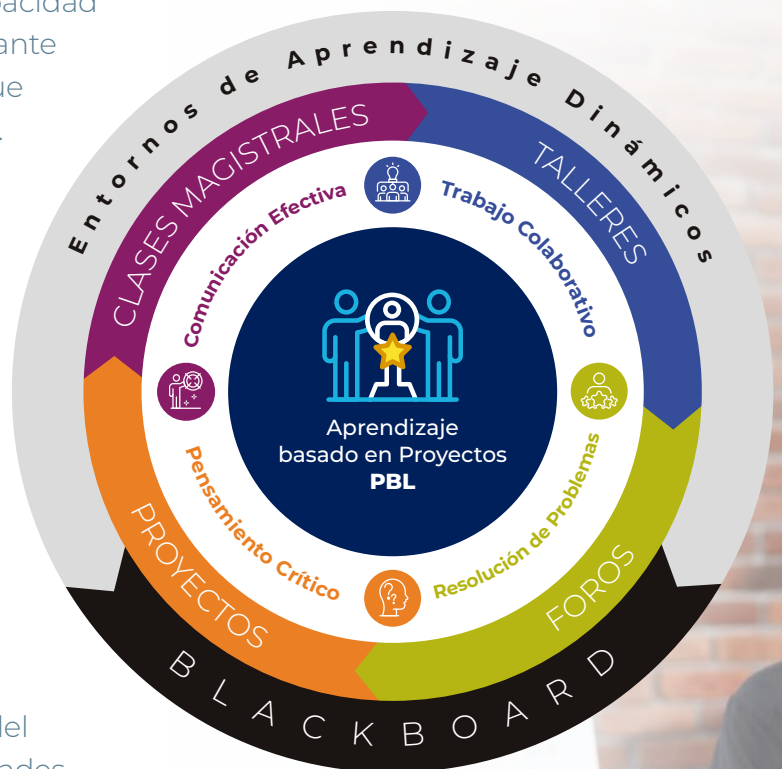 Entornos de Aprendizaje Dinámicos
CLASES MAGISTRALES
TALLERES
Comunicación Efectiva
Trabajo Colaborativo
Aprendizaje
basado en Proyectos
PBL
Pensamiento Crítico
Resolución de Problemas
PROYECTOS
FOROS
BLACKBOARD